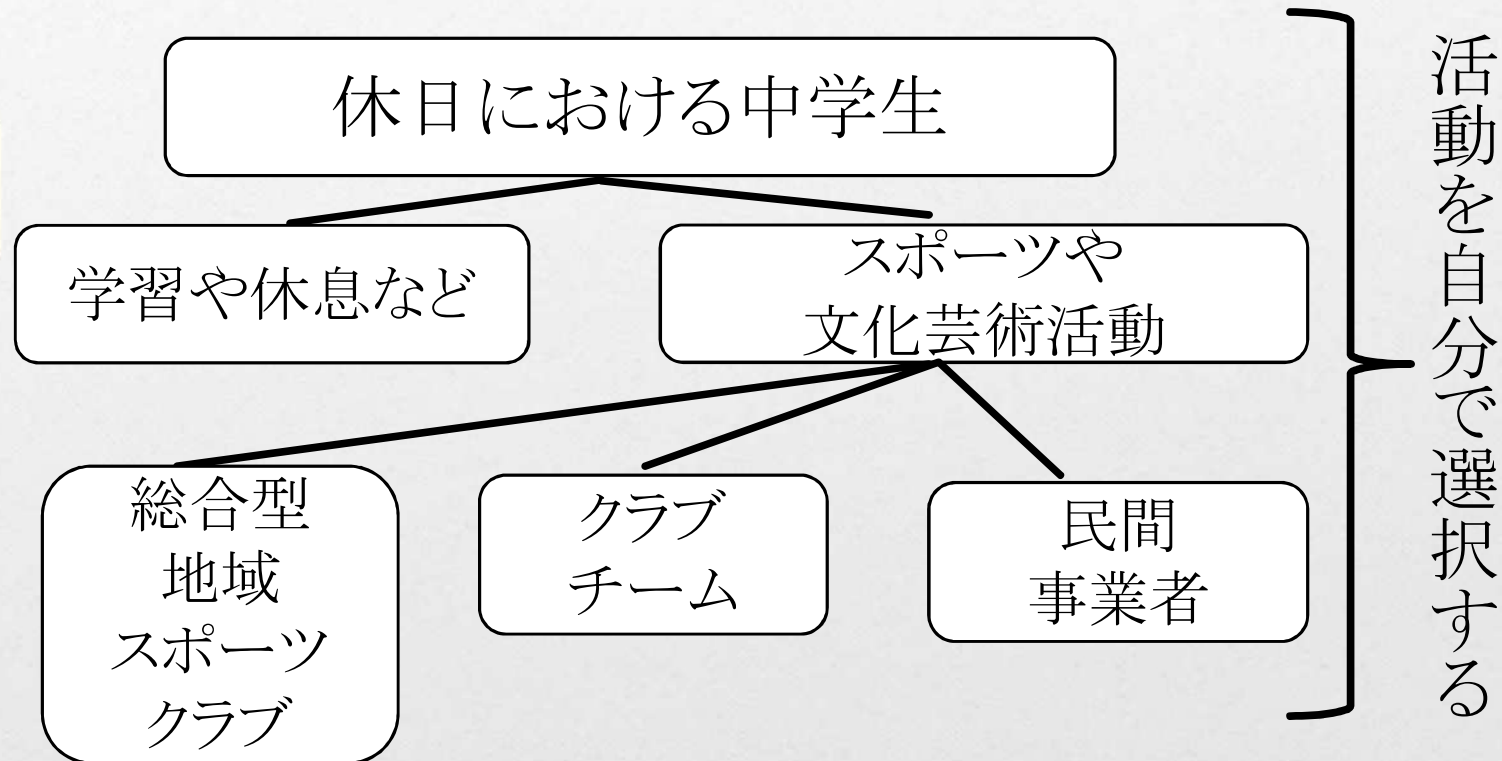 休日における中学生
学習や休息など
スポーツや
文化芸術活動
総合型
地域
スポーツ
クラブ
クラブ
チーム
民間
事業者
活動を自分で選択する